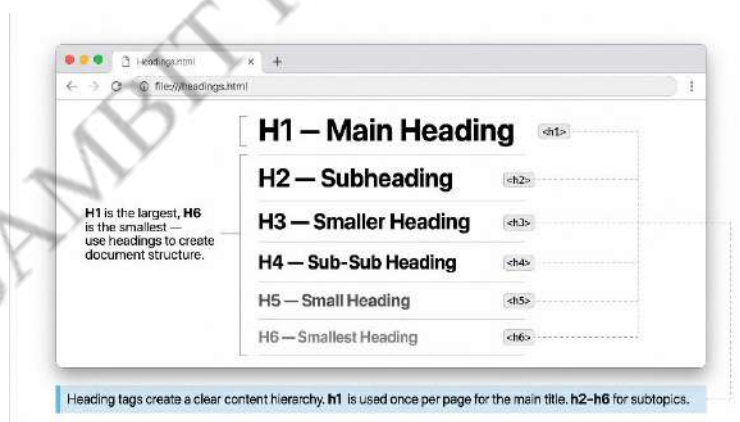 Headings.html × +
file:///headings.html
H1 – Main Heading <h1>
H2 — Subheading <h2>
H3 — Smaller Heading <h3>
H4 — Sub-Sub Heading <h4>
H5 — Small Heading <h5>
H6 — Smallest Heading <h6>
H1 is the largest, H6
is the smallest —
use headings to create
document structure.
Heading tags create a clear content hierarchy. h1 is used once per page for the main title. h2–h6 for subtopics.